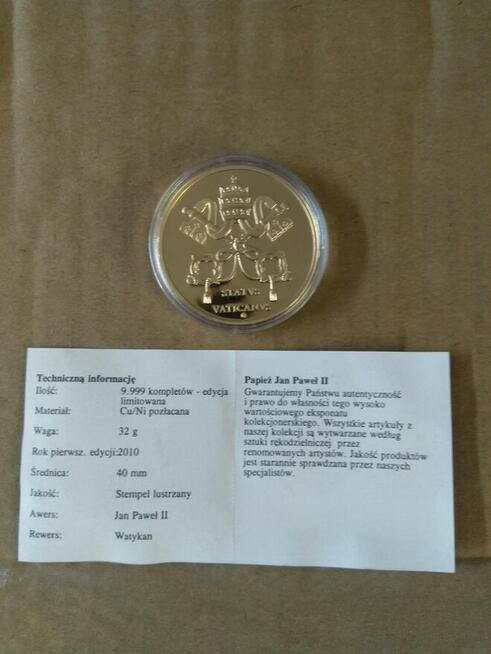 STATVS
VATICANVS
Techniczną informację
Ilość: 9.999 kompletów - edycja
limitowana
Materiał: Cu/Ni pozłacana
Waga: 32 g
Rok pierwsz. edycji:2010
Średnica: 40 mm
Jakość: Stempel lustrzany
Awers: Jan Paweł II
Rewers: Watykan
Papież Jan Paweł II
Gwarantujemy Państwu autentyczność
i prawo do własności tego wysoko
wartościowego eksponatu
kolekcjonerskiego. Wszystkie artykuły z
naszej kolekcji są wytwarzane według
sztuki rękodzielniczej przez
renomowanych artystów. Jakość produktów
jest starannie sprawdzana przez naszych
specjalistów.